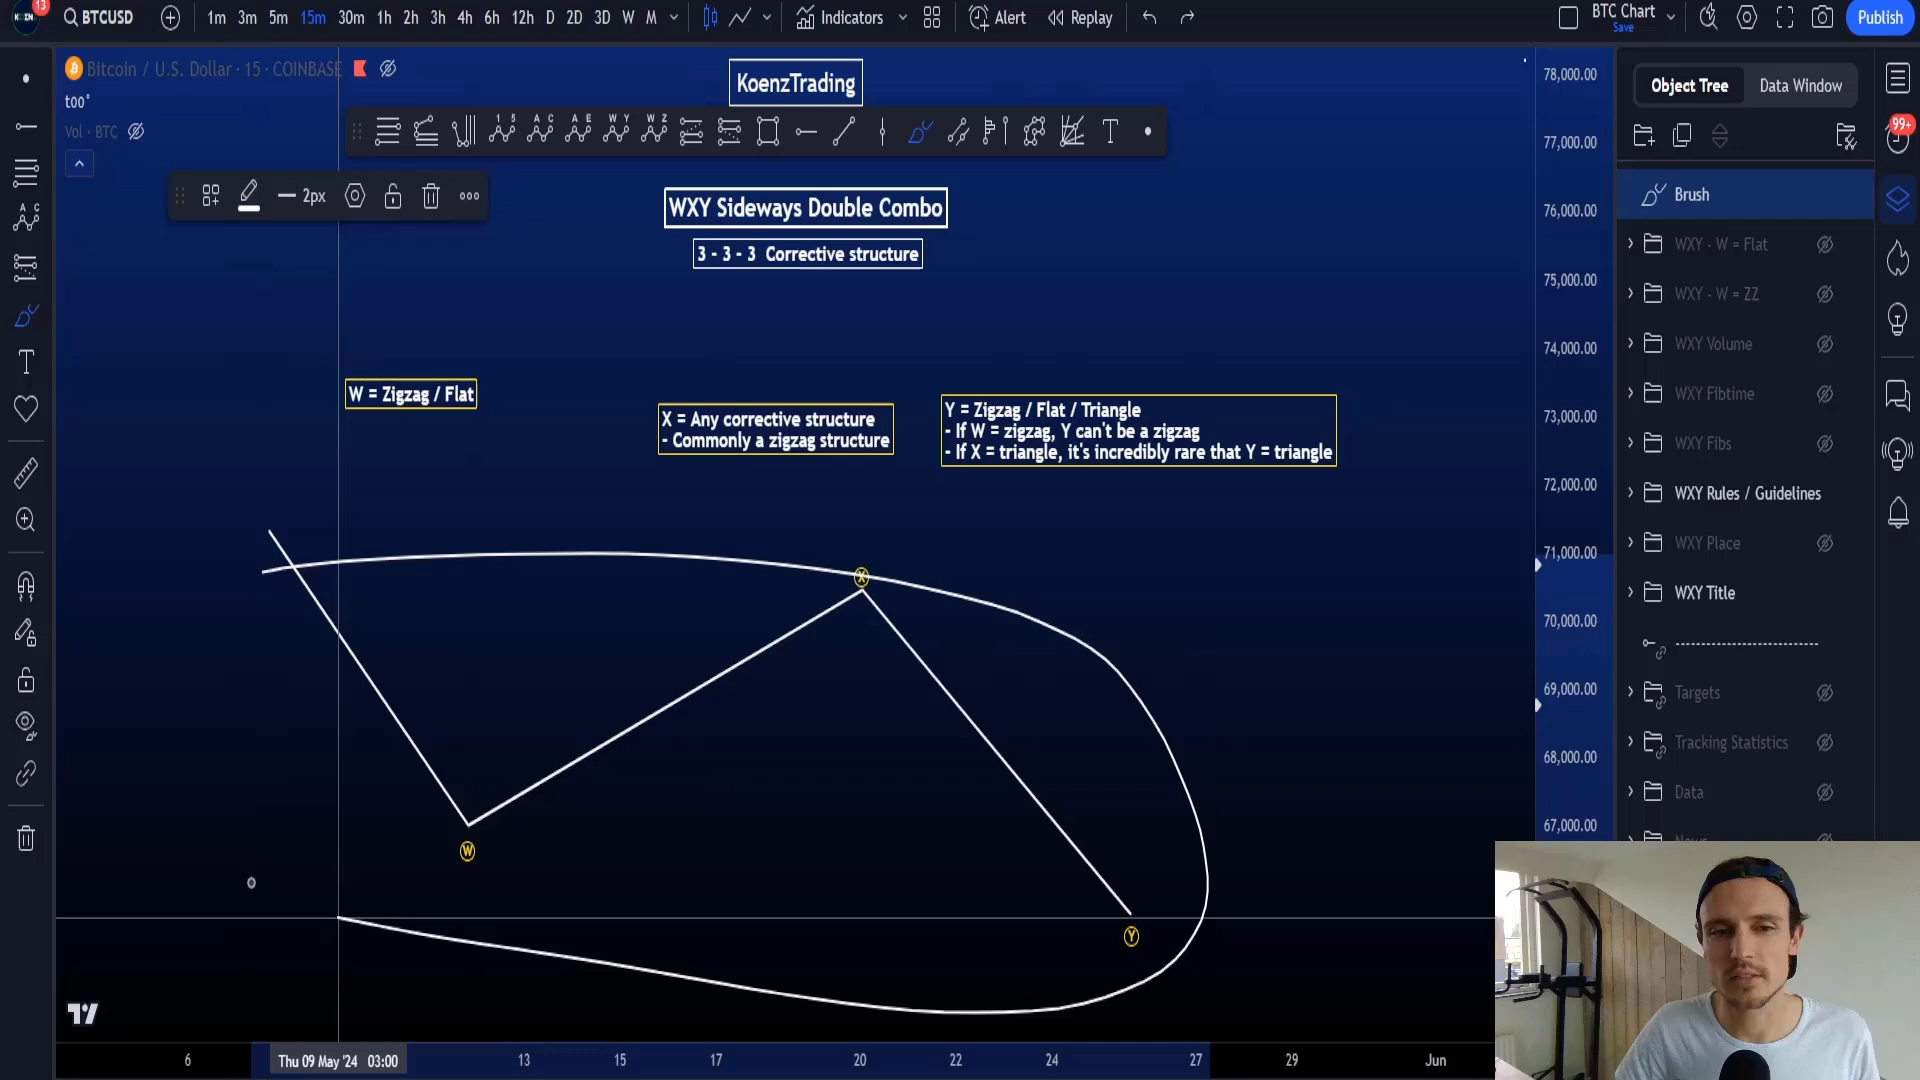 13
BTCUSD
1m 3m 5m 15m 30m 1h 2h 3h 4h 6h 12h D 2D 3D W M
Indicators
Alert
Replay
BTC Chart
Save
Publish
Bitcoin / U.S. Dollar · 15 · COINBASE
too°
Vol · BTC
KoenzTrading
1 5
A C
A E
W Y
W Z
2px
WXY Sideways Double Combo
3 - 3 - 3 Corrective structure
W = Zigzag / Flat
X = Any corrective structure
- Commonly a zigzag structure
Y = Zigzag / Flat / Triangle
- If W = zigzag, Y can't be a zigzag
- If X = triangle, it's incredibly rare that Y = triangle
X
W
Y
78,000.00
77,000.00
76,000.00
75,000.00
74,000.00
73,000.00
72,000.00
71,000.00
70,000.00
69,000.00
68,000.00
67,000.00
6
Thu 09 May '24 03:00
13
15
17
20
22
24
27
29
Jun
Object Tree
Data Window
99+
Brush
WXY - W = Flat
WXY - W = ZZ
WXY Volume
WXY Fibtime
WXY Fibs
WXY Rules / Guidelines
WXY Place
WXY Title
------------------------
Targets
Tracking Statistics
Data
A C